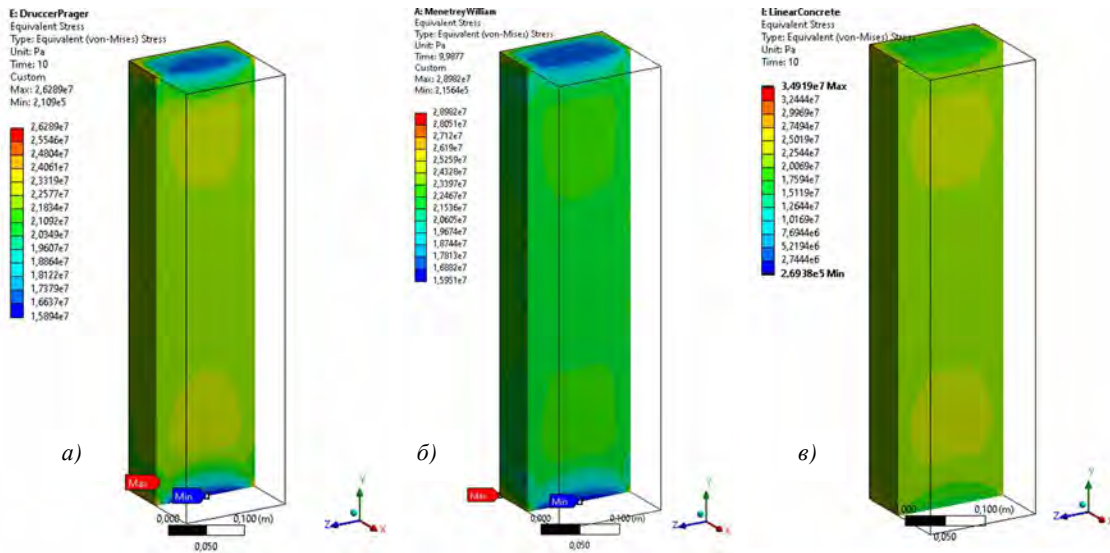 E: DruccerPrager
Equivalent Stress
Type: Equivalent (von-Mises) Stress
Unit: Pa
Time: 10
Custom
Max: 2,6289e7
Min: 2,109e5
2,6289e7
2,5546e7
2,4804e7
2,4061e7
2,3319e7
2,2577e7
2,1834e7
2,1092e7
2,0349e7
1,9607e7
1,8864e7
1,8122e7
1,7379e7
1,6637e7
1,5894e7
а)
Max
Min
0,000
0,100 (m)
0,050
Y
Z
X
A: MenetreyWilliam
Equivalent Stress
Type: Equivalent (von-Mises) Stress
Unit: Pa
Time: 9,9877
Custom
Max: 2,8982e7
Min: 2,1564e5
2,8982e7
2,8051e7
2,712e7
2,619e7
2,5259e7
2,4328e7
2,3397e7
2,2467e7
2,1536e7
2,0605e7
1,9674e7
1,8744e7
1,7813e7
1,6882e7
1,5951e7
б)
Max
Min
0,000
0,100 (m)
0,050
Y
Z
X
I: LinearConcrete
Equivalent Stress
Type: Equivalent (von-Mises) Stress
Unit: Pa
Time: 10
3,4919e7 Max
3,2444e7
2,9969e7
2,7494e7
2,5019e7
2,2544e7
2,0069e7
1,7594e7
1,5119e7
1,2644e7
1,0169e7
7,6944e6
5,2194e6
2,7444e6
2,6938e5 Min
в)
000
0,100 (m)
0,050
Y
Z
X